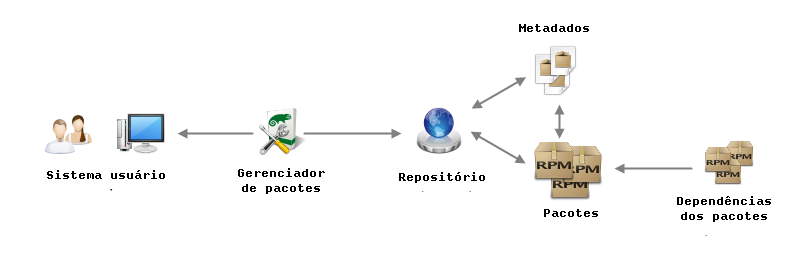 Metadados
RPM
RPM
RPM
RPM
RPM
RPM
Sistema usuário
Gerenciador
de pacotes
Repositório
Pacotes
Dependências
dos pacotes